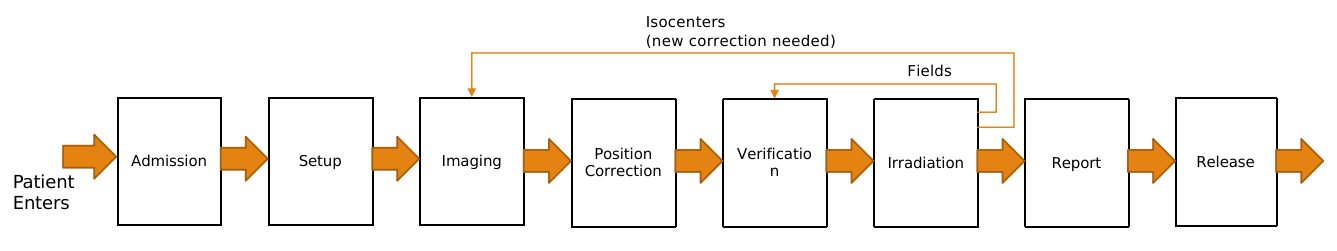 Isocenters
(new correction needed)
Fields
Patient
Enters
Admission
Setup
Imaging
Position
Correction
Verificatio
n
Irradiation
Report
Release